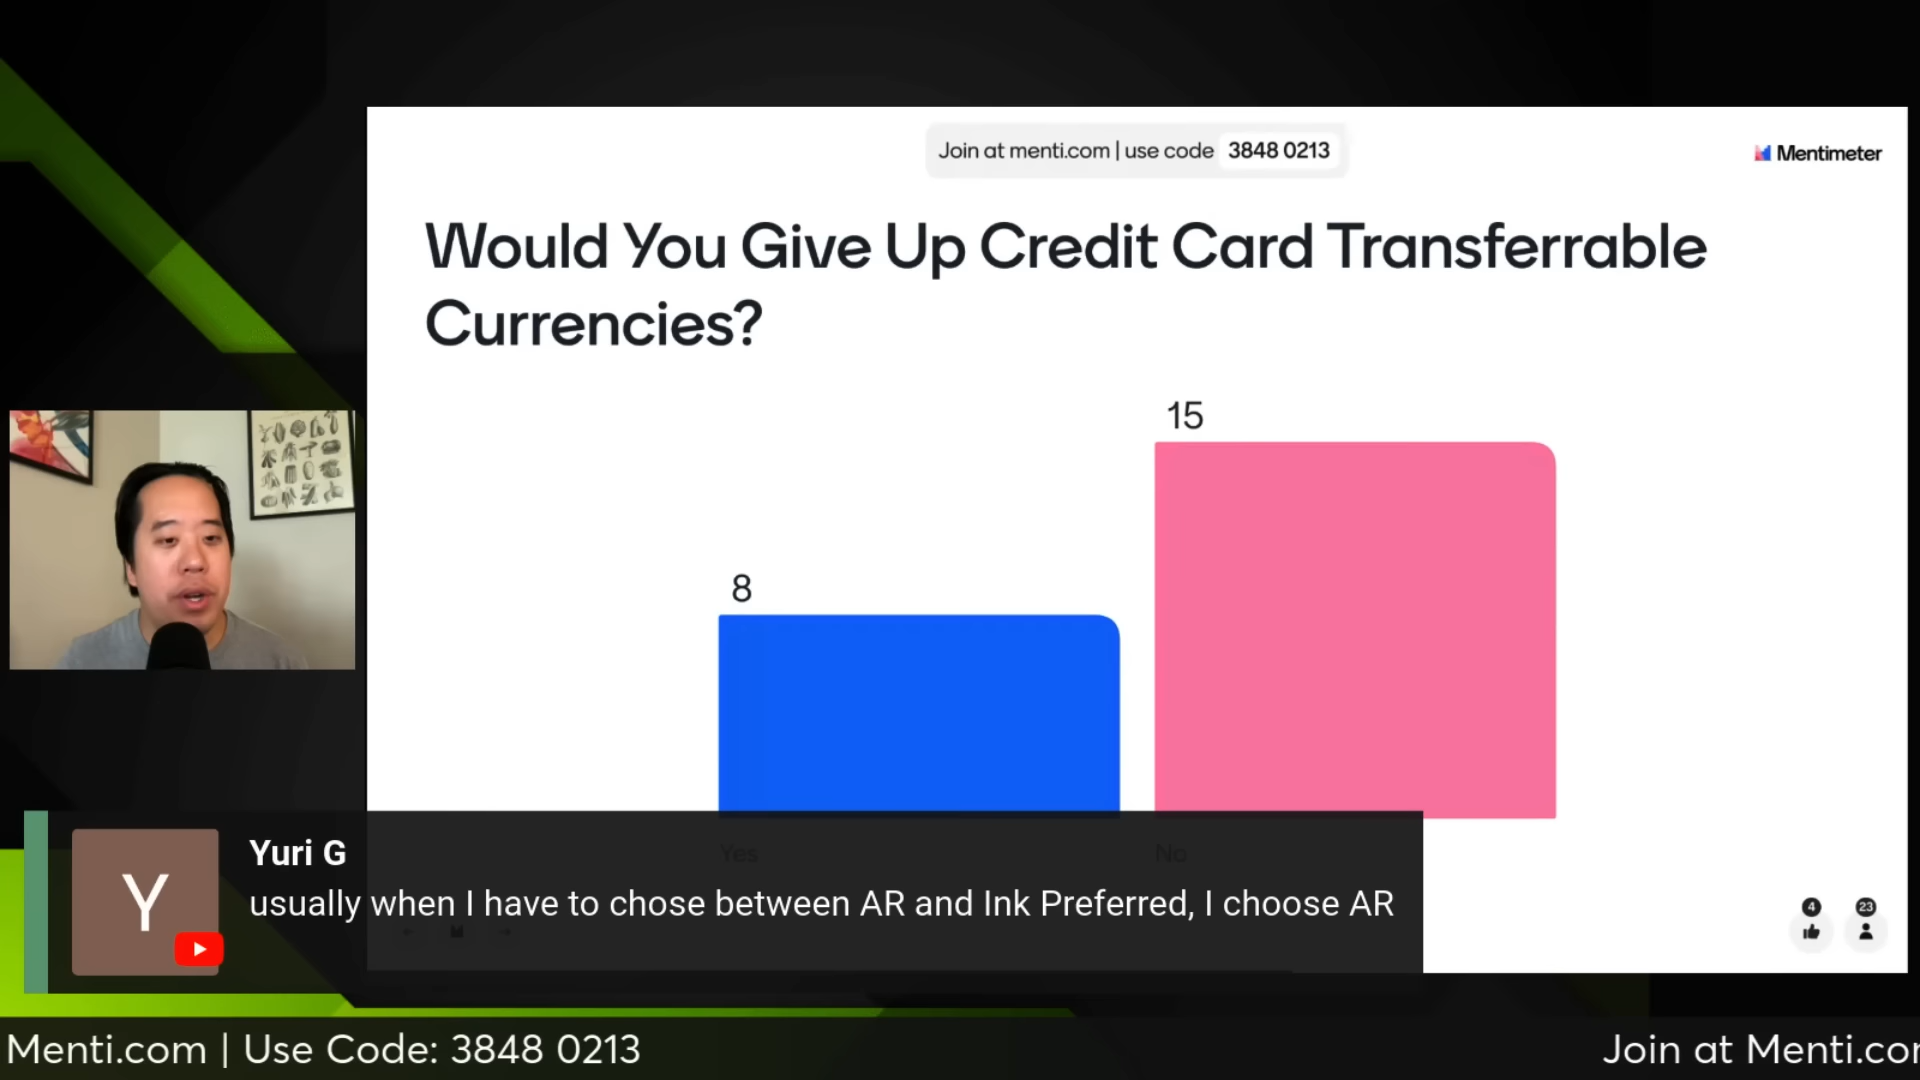 Join at menti.com | use code 3848 0213
Mentimeter
Would You Give Up Credit Card Transferrable
Currencies?
15
8
Yes
No
Y
Yuri G
usually when I have to chose between AR and Ink Preferred, I choose AR
4
23
Menti.com | Use Code: 3848 0213
Join at Menti.co